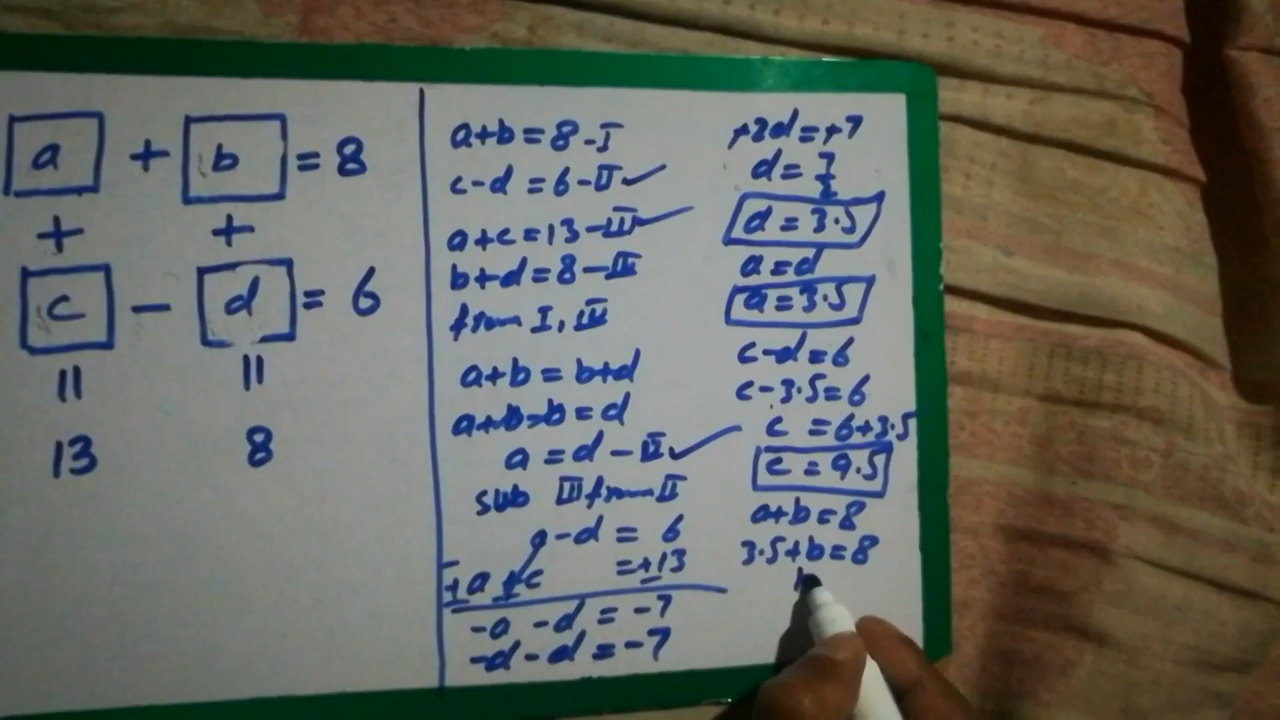 a + b = 8
+ +
c - d = 6
= =
13 8
a+b=8-I
c-d=6-II✓
a+c=13-III✓
b+d=8-IV
from I, IV
a+b=b+d
a+b-b=d
a=d-V✓
sub III from II
c-d=6
+a+c=+13
-a-d=-7
-d-d=-7
+2d=+7
d=7/2
d=3.5
a=d
a=3.5
c-d=6
c-3.5=6
c=6+3.5
c=9.5
a+b=8
3.5+b=8